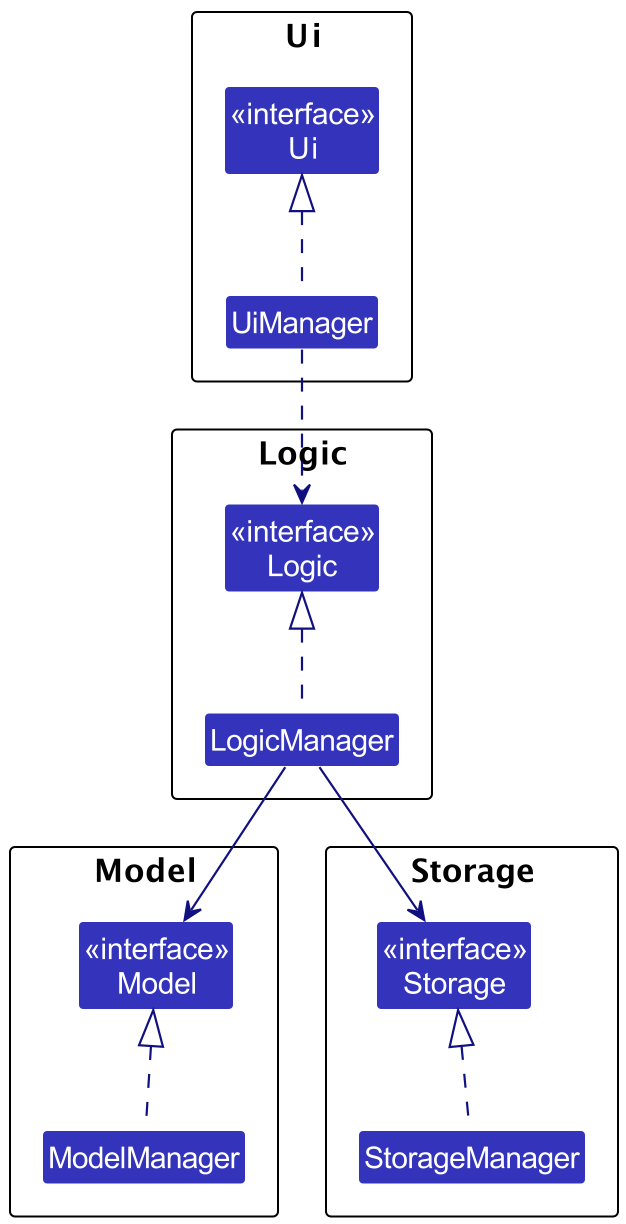 Ui
«interface»
Ui
UiManager
Logic
«interface»
Logic
LogicManager
Model
«interface»
Model
ModelManager
Storage
«interface»
Storage
StorageManager